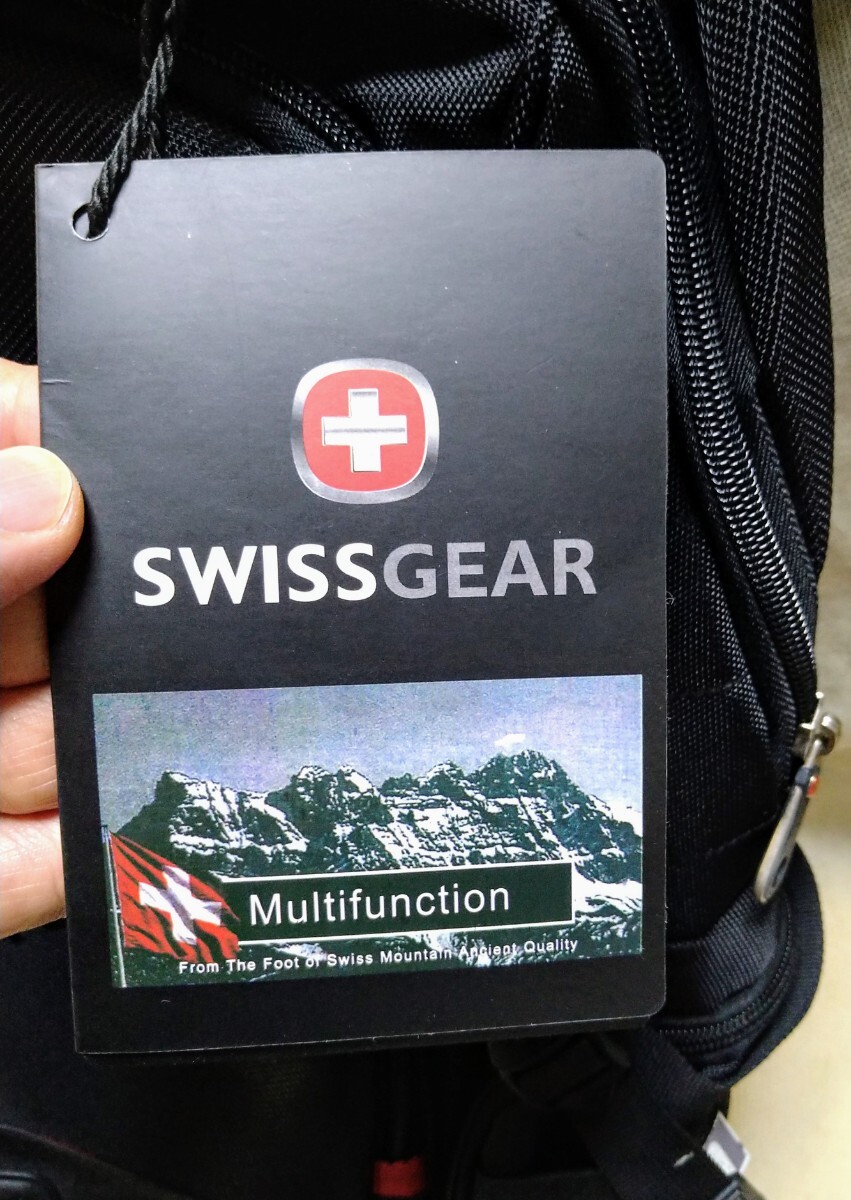 SWISSGEAR
Multifunction
From The Foot of Swiss Mountain Ancient Quality